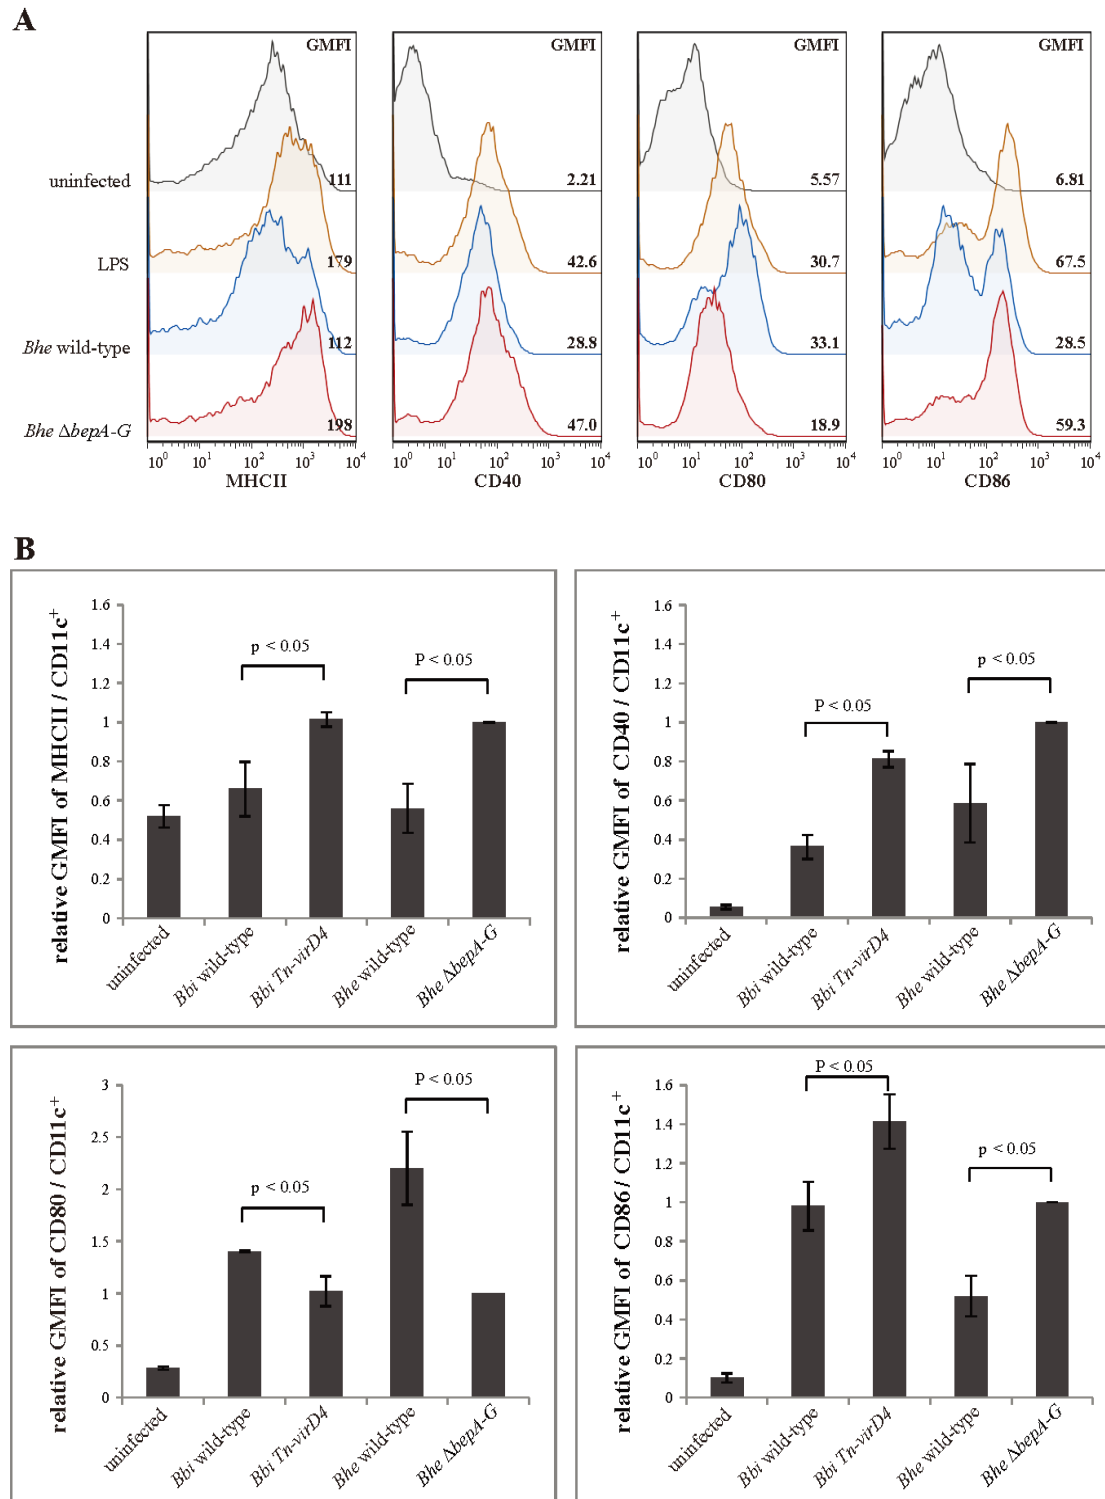 A
GMFI GMFI GMFI GMFI
uninfected 111 2.21 5.57 6.81
LPS 179 42.6 30.7 67.5
Bhe wild-type 112 28.8 33.1 28.5
Bhe ΔbepA-G 198 47.0 18.9 59.3
10^0 10^1 10^2 10^3 10^4 10^0 10^1 10^2 10^3 10^4 10^0 10^1 10^2 10^3 10^4 10^0 10^1 10^2 10^3 10^4
MHCII CD40 CD80 CD86
B
relative GMFI of MHCII / CD11c+
1.6
1.4
1.2
1
0.8
0.6
0.4
0.2
0
p < 0.05
P < 0.05
uninfected
Bbi wild-type
Bbi Tn-virD4
Bhe wild-type
Bhe ΔbepA-G
relative GMFI of CD40 / CD11c+
1.6
1.4
1.2
1
0.8
0.6
0.4
0.2
0
P < 0.05
p < 0.05
uninfected
Bbi wild-type
Bbi Tn-virD4
Bhe wild-type
Bhe ΔbepA-G
relative GMFI of CD80 / CD11c+
3
2.5
2
1.5
1
0.5
0
p < 0.05
P < 0.05
uninfected
Bbi wild-type
Bbi Tn-virD4
Bhe wild-type
Bhe ΔbepA-G
relative GMFI of CD86 / CD11c+
1.6
1.4
1.2
1
0.8
0.6
0.4
0.2
0
P < 0.05
p < 0.05
uninfected
Bbi wild-type
Bbi Tn-virD4
Bhe wild-type
Bhe ΔbepA-G